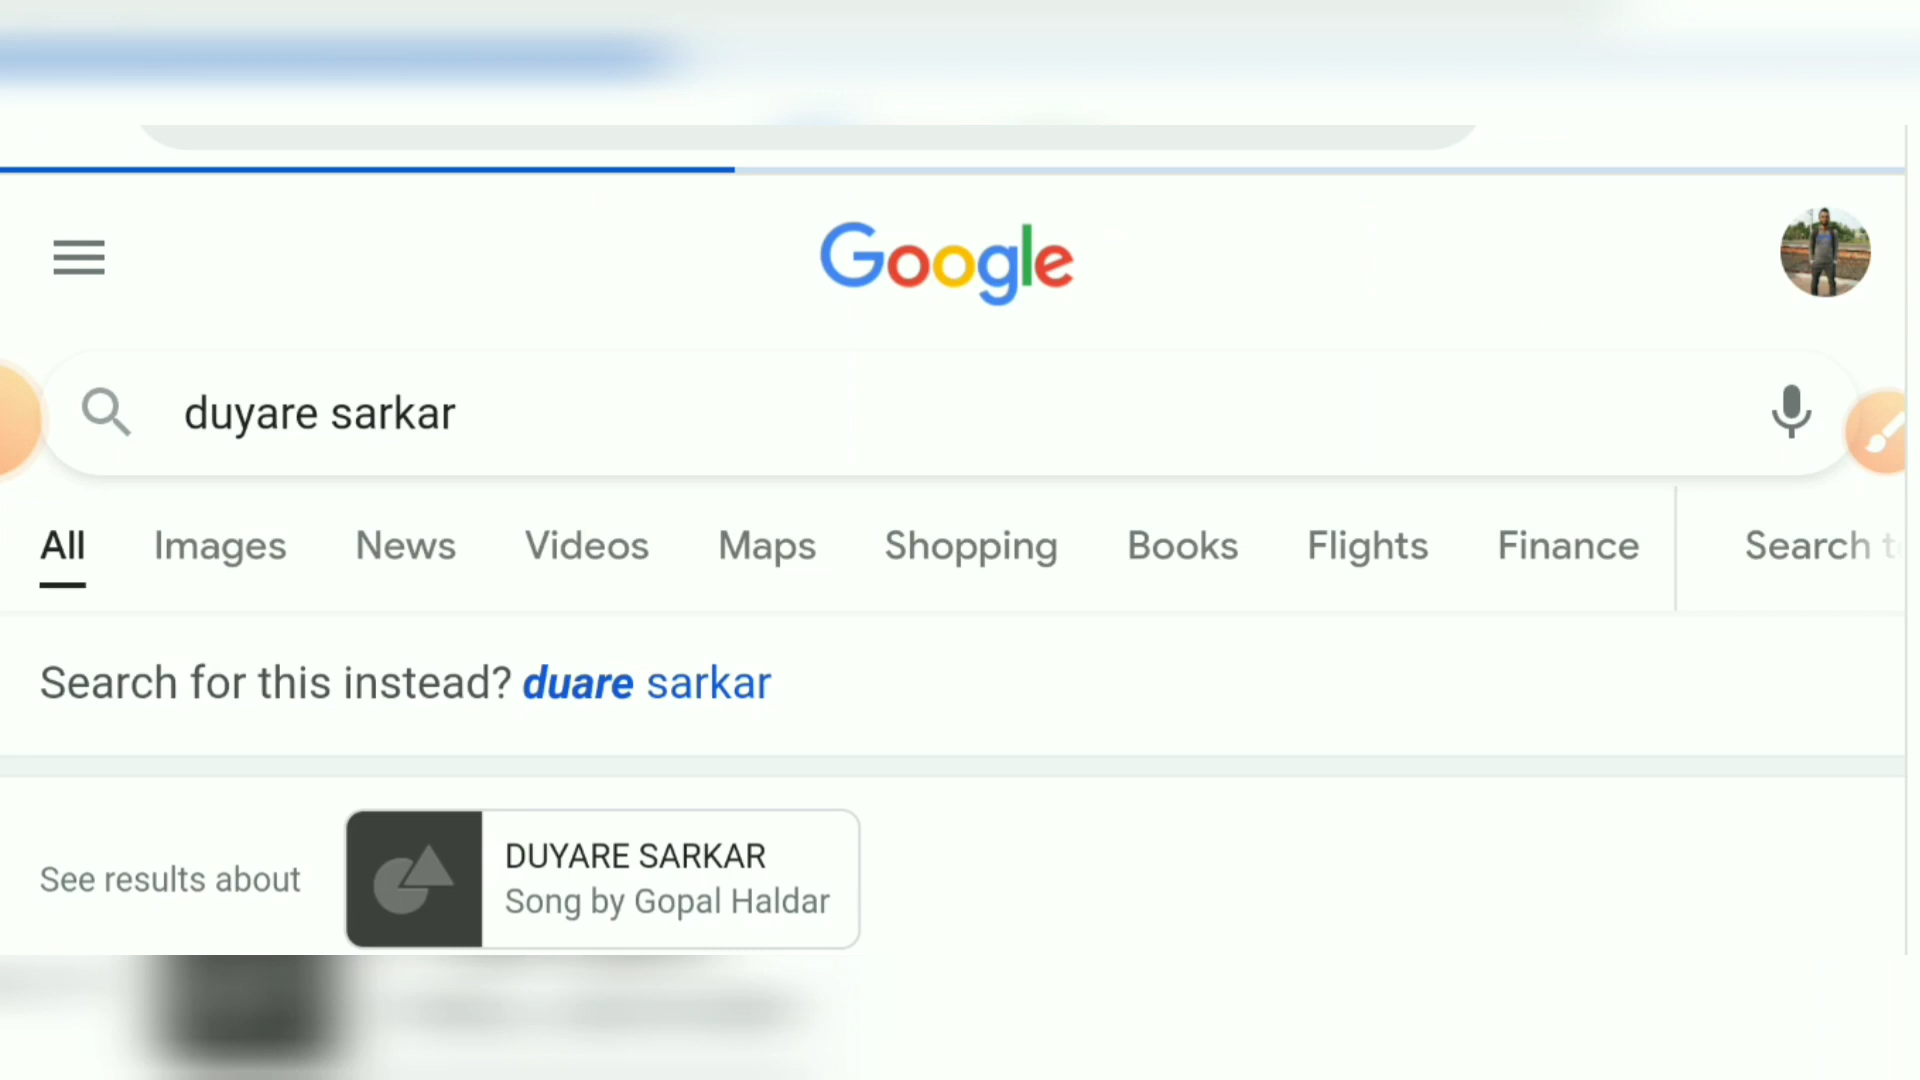 Google
duyare sarkar
All Images News Videos Maps Shopping Books Flights Finance Search
Search for this instead? duare sarkar
See results about
DUYARE SARKAR
Song by Gopal Haldar